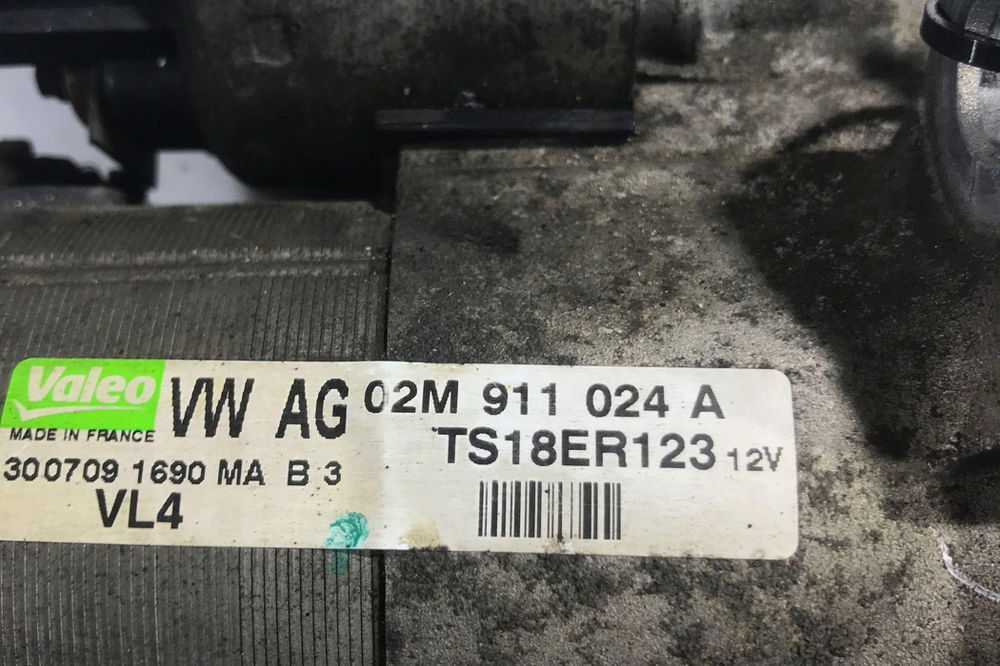 Valeo VW AG 02M 911 024 A
MADE IN FRANCE
TS18ER123 12V
300709 1690 MA B 3
VL4